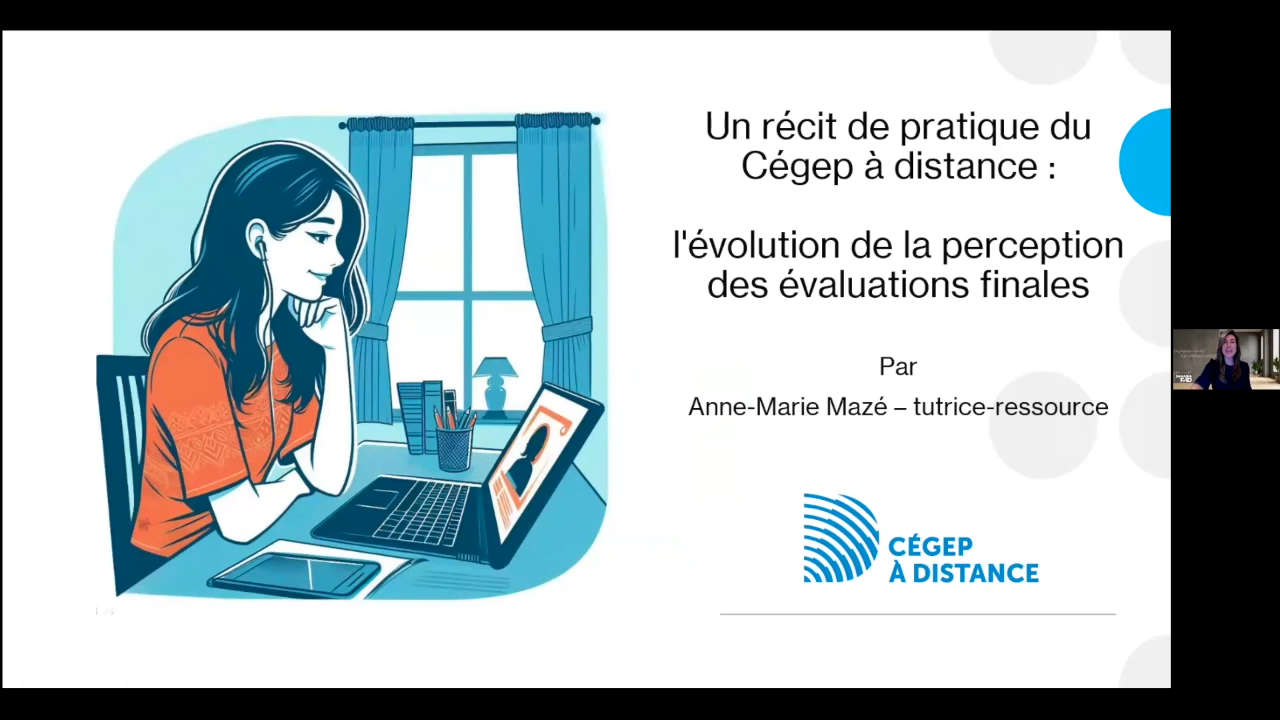 Un récit de pratique du
Cégep à distance :
l'évolution de la perception
des évaluations finales
Par
Anne-Marie Mazé – tutrice-ressource
CÉGEP
À DISTANCE